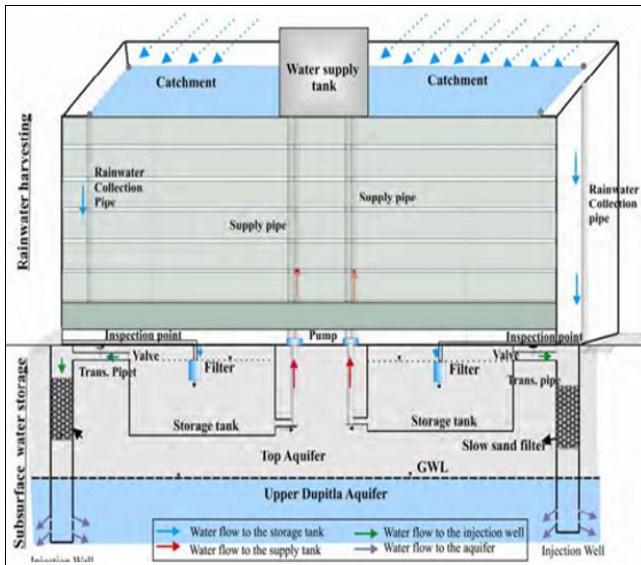 Water supply
tank
Catchment
Catchment
Rainwater harvesting
Rainwater
Collection
Pipe
Supply pipe
Supply pipe
Rainwater
Collection
pipe
Inspection point
Pump
Inspection point
Valve
Valve
Trans. Pipet
Filter
Filter
Trans. pipe
Storage tank
Storage tank
Slow sand filter
Subsurface water storage
Top Aquifer
GWL
Upper Dupitla Aquifer
Water flow to the storage tank
Water flow to the injection well
Water flow to the supply tank
Water flow to the aquifer
Injection Well
Injection Well